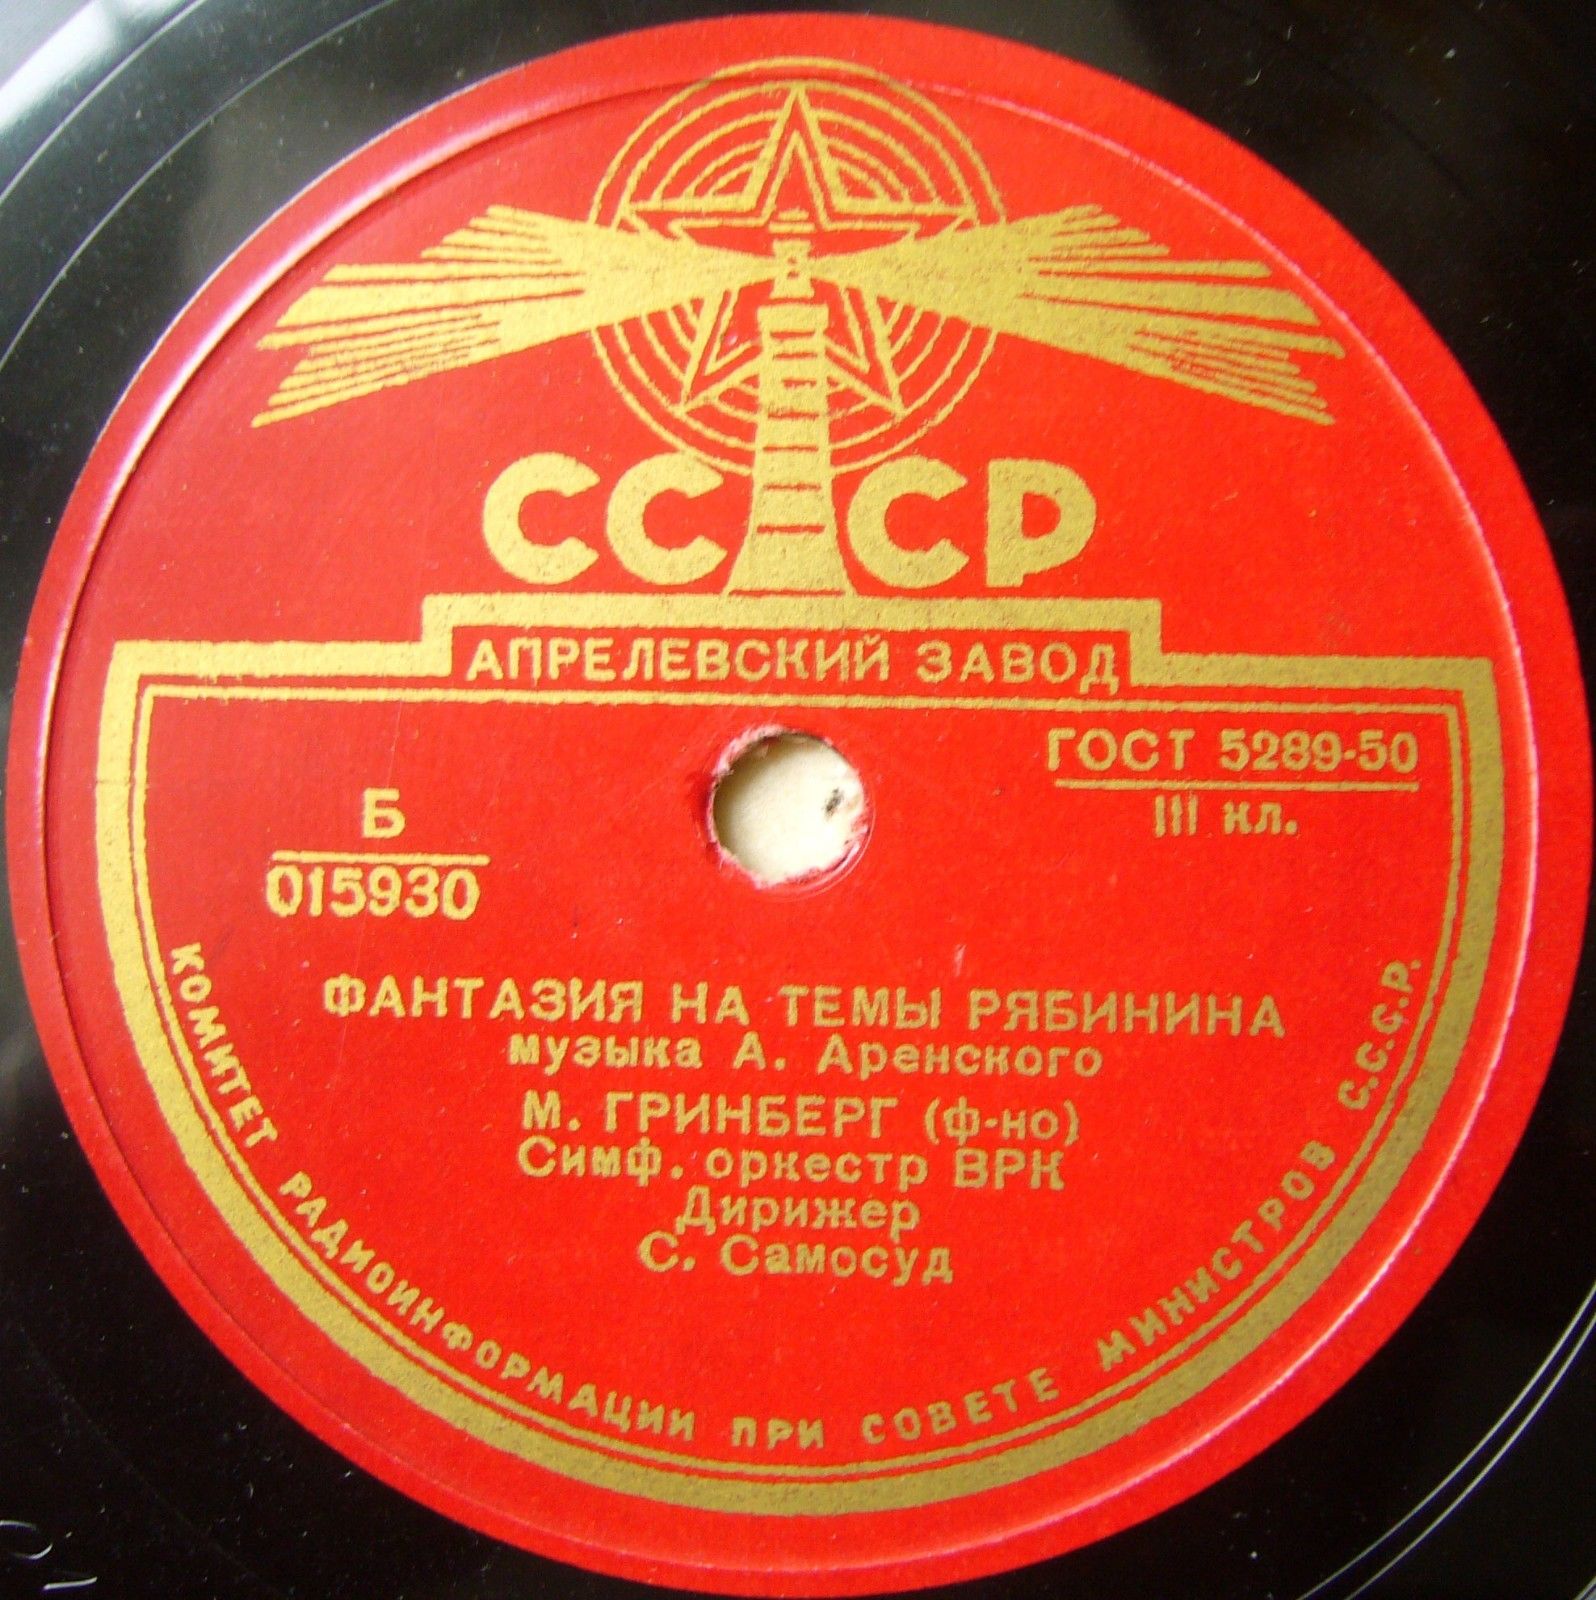 СССР
АПРЕЛЕВСКИЙ ЗАВОД
ГОСТ 5289-50
III кл.
Б
015930
ФАНТАЗИЯ НА ТЕМЫ РЯБИНИНА
музыка А. Аренского
М. ГРИНБЕРГ (ф-но)
Симф. оркестр ВРК
Дирижер
С. Самосуд
КОМИТЕТ РАДИОИНФОРМАЦИИ ПРИ СОВЕТЕ МИНИСТРОВ С.С.С.Р.